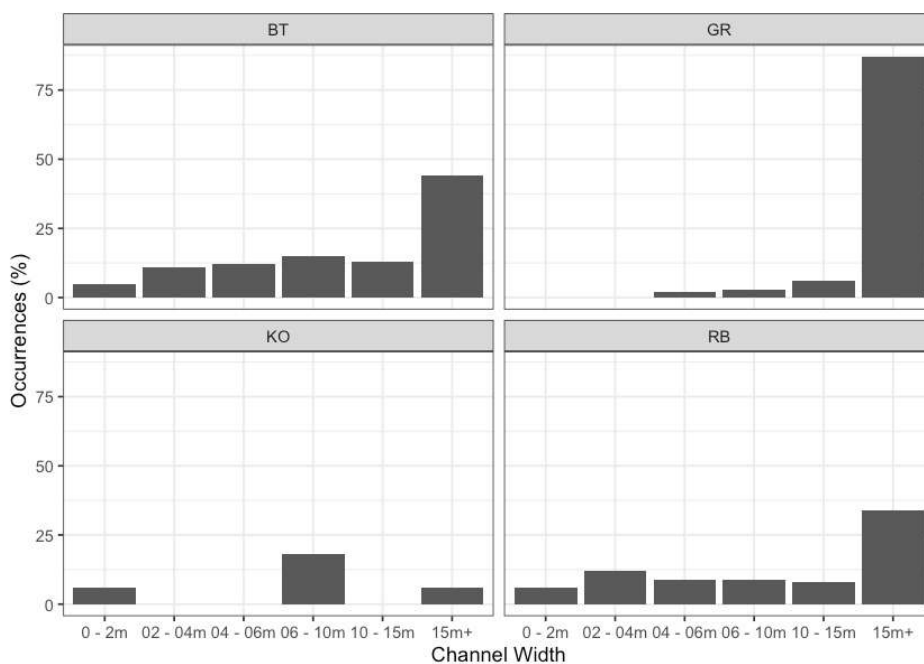 BT
GR
75
50
25
0
KO
RB
75
50
25
0
0 - 2m 02 - 04m 04 - 06m 06 - 10m 10 - 15m 15m+
0 - 2m 02 - 04m 04 - 06m 06 - 10m 10 - 15m 15m+
Occurrences (%)
Channel Width